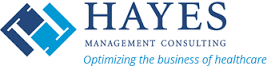 HAYES
MANAGEMENT CONSULTING
Optimizing the business of healthcare